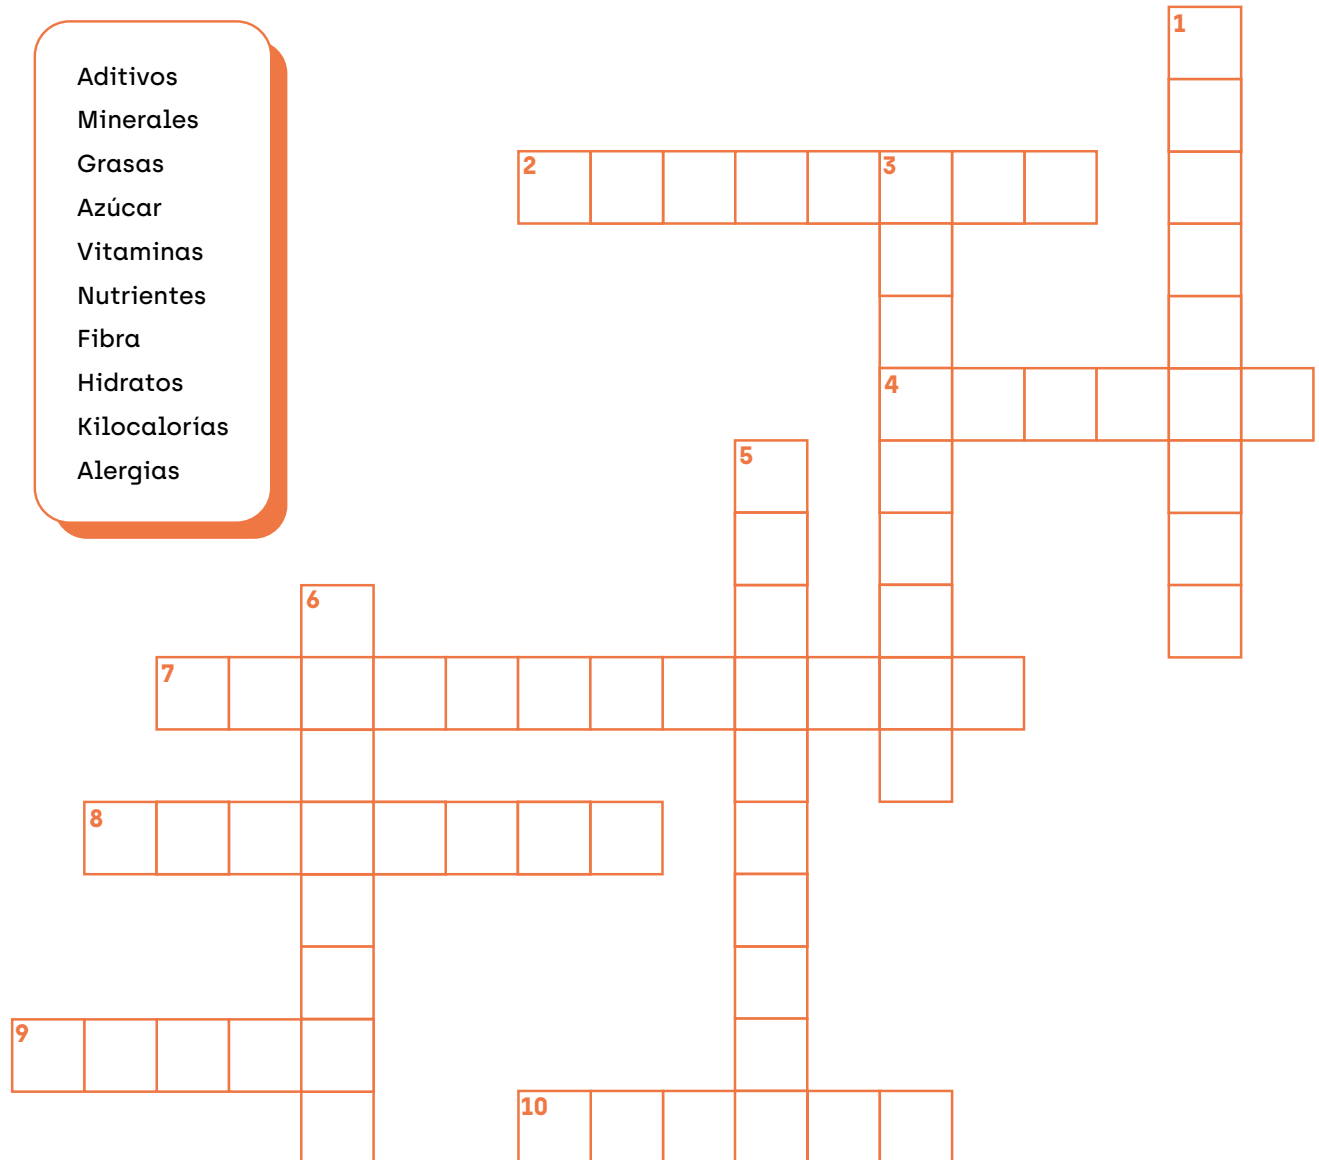 Aditivos
Minerales
Grasas
Azúcar
Vitaminas
Nutrientes
Fibra
Hidratos
Kilocalorías
Alergias
1
2
3
4
5
6
7
8
9
10